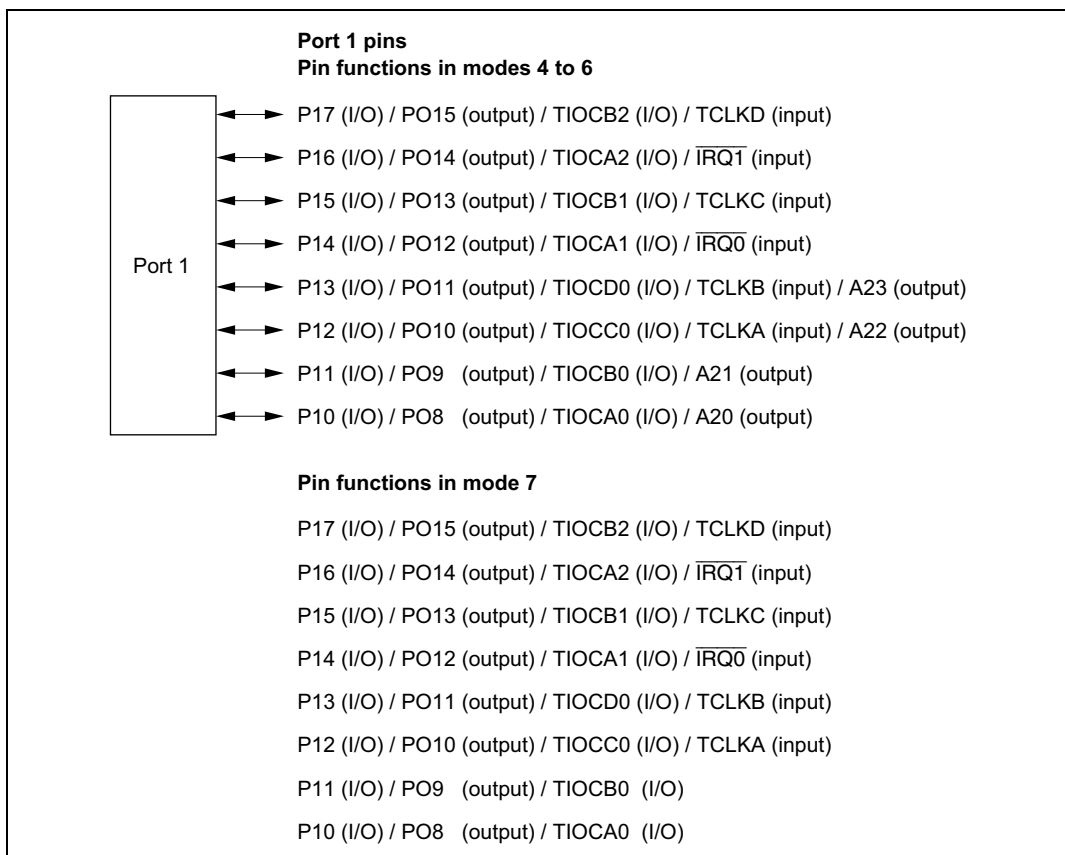 Port 1 pins
Pin functions in modes 4 to 6
P17 (I/O) / PO15 (output) / TIOCB2 (I/O) / TCLKD (input)
P16 (I/O) / PO14 (output) / TIOCA2 (I/O) / I̅R̅Q̅1̅ (input)
P15 (I/O) / PO13 (output) / TIOCB1 (I/O) / TCLKC (input)
P14 (I/O) / PO12 (output) / TIOCA1 (I/O) / I̅R̅Q̅0̅ (input)
Port 1
P13 (I/O) / PO11 (output) / TIOCD0 (I/O) / TCLKB (input) / A23 (output)
P12 (I/O) / PO10 (output) / TIOCC0 (I/O) / TCLKA (input) / A22 (output)
P11 (I/O) / PO9 (output) / TIOCB0 (I/O) / A21 (output)
P10 (I/O) / PO8 (output) / TIOCA0 (I/O) / A20 (output)
Pin functions in mode 7
P17 (I/O) / PO15 (output) / TIOCB2 (I/O) / TCLKD (input)
P16 (I/O) / PO14 (output) / TIOCA2 (I/O) / I̅R̅Q̅1̅ (input)
P15 (I/O) / PO13 (output) / TIOCB1 (I/O) / TCLKC (input)
P14 (I/O) / PO12 (output) / TIOCA1 (I/O) / I̅R̅Q̅0̅ (input)
P13 (I/O) / PO11 (output) / TIOCD0 (I/O) / TCLKB (input)
P12 (I/O) / PO10 (output) / TIOCC0 (I/O) / TCLKA (input)
P11 (I/O) / PO9 (output) / TIOCB0 (I/O)
P10 (I/O) / PO8 (output) / TIOCA0 (I/O)